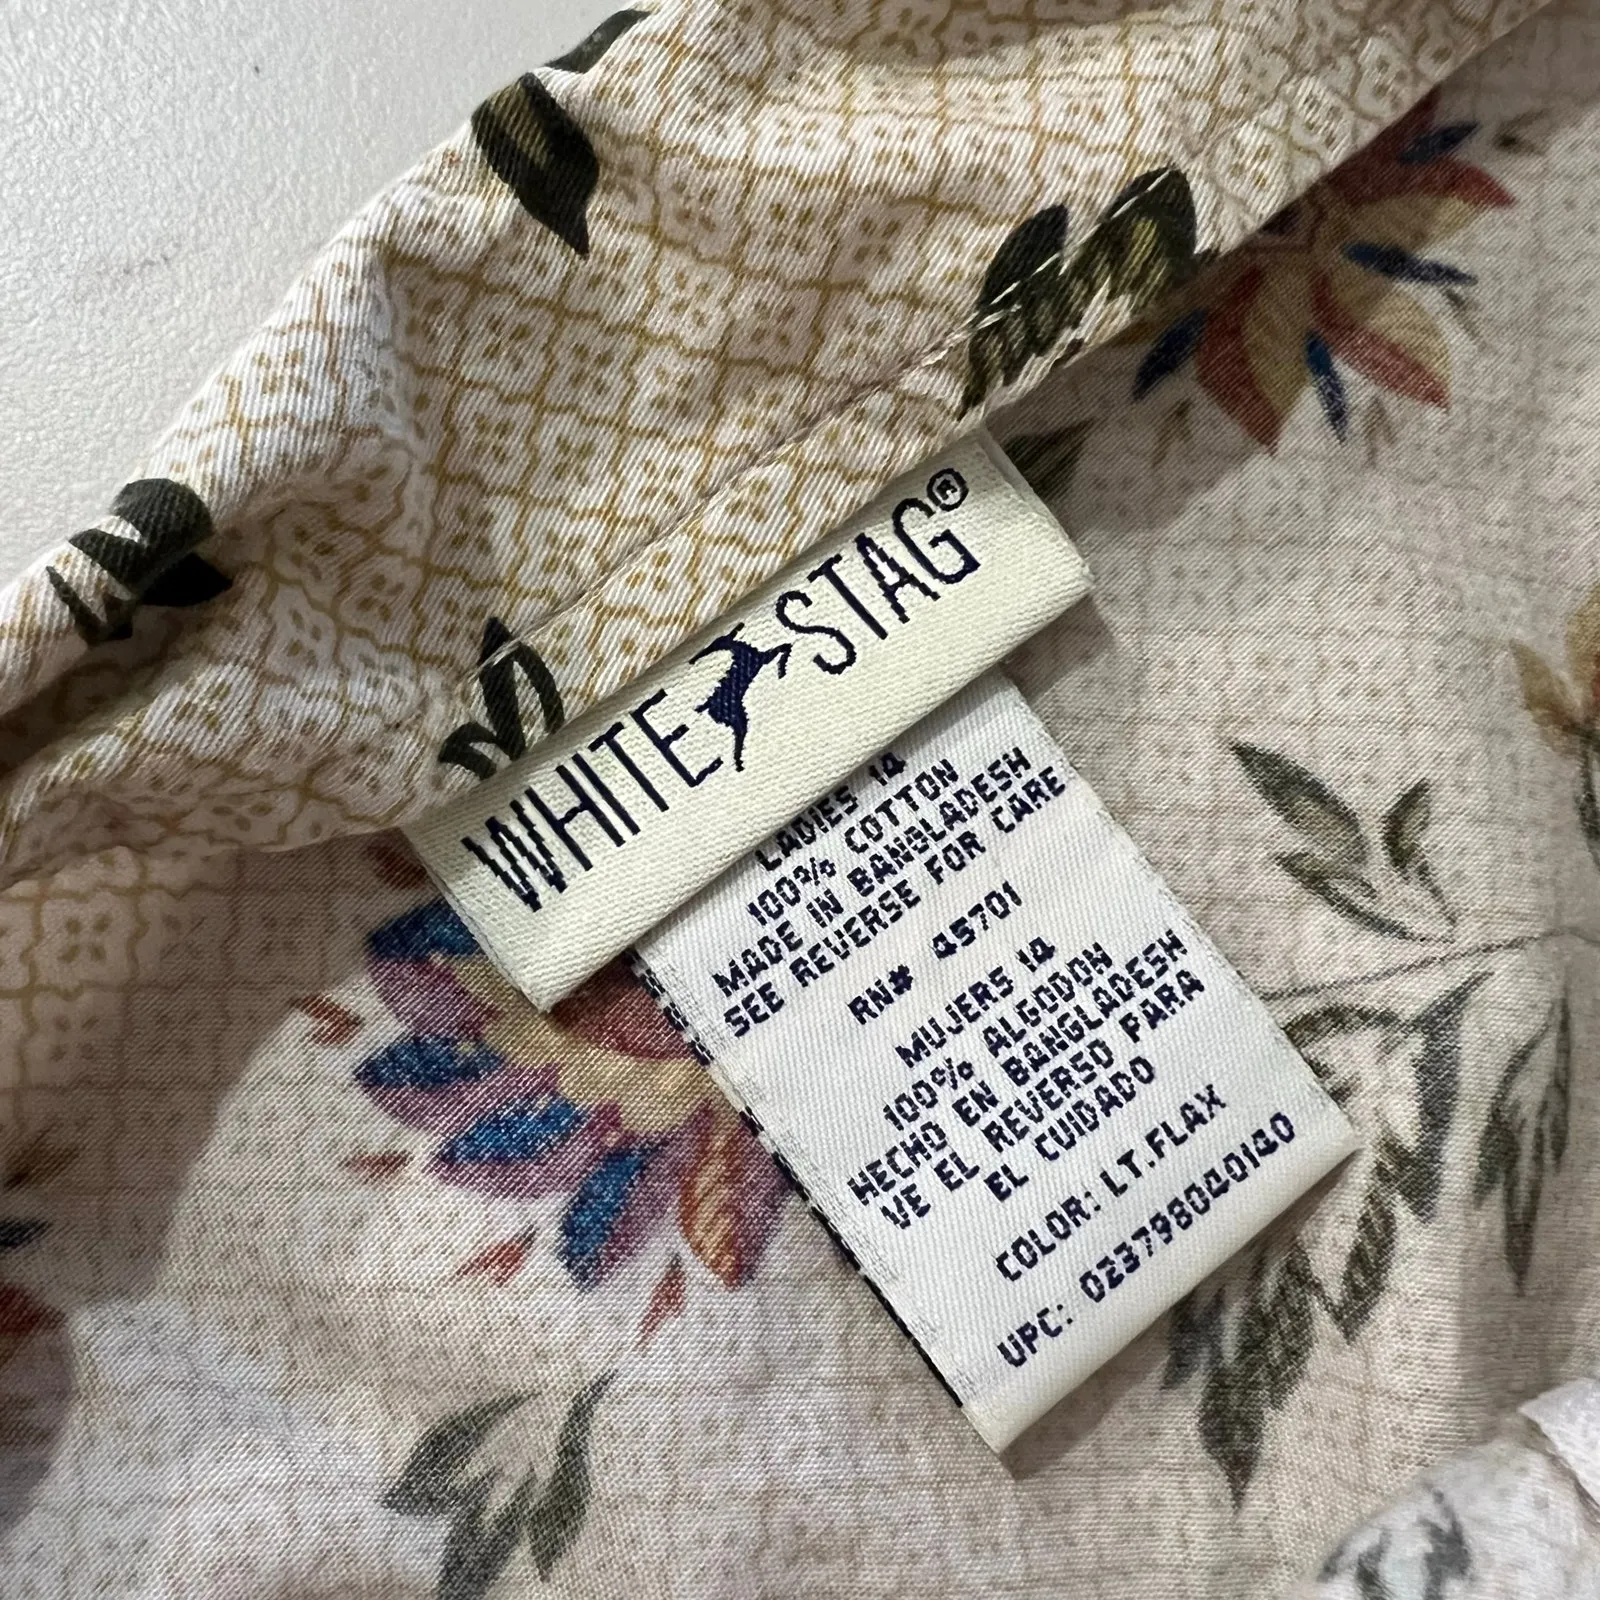 WHITE STAG®
LADIES 14
100% COTTON
MADE IN BANGLADESH
SEE REVERSE FOR CARE
RN# 45701
MUJERS 14
100% ALGODON
HECHO EN BANGLADESH
VE EL REVERSO PARA
EL CUIDADO
COLOR: LT.FLAX
UPC: 023798040140